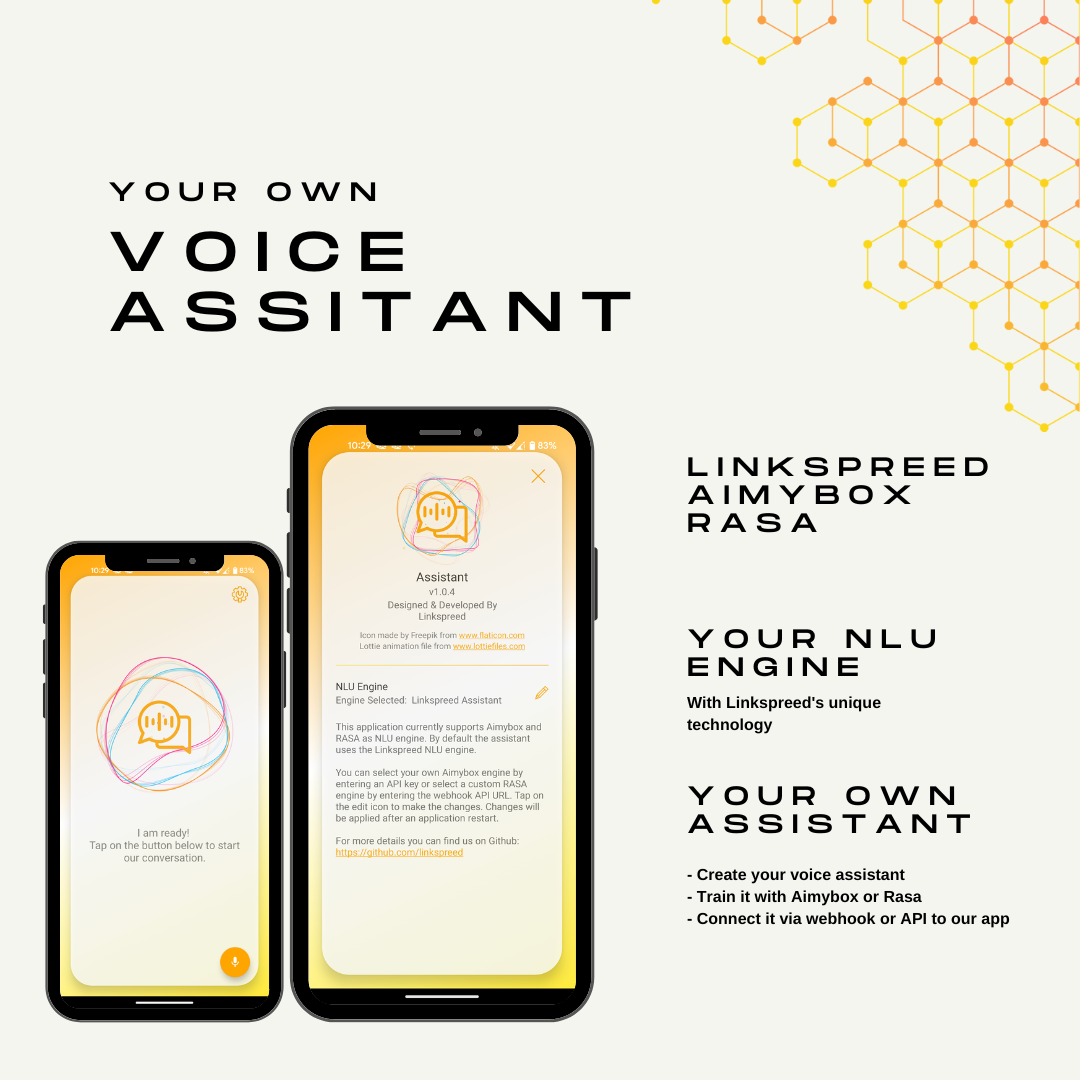 YOUR OWN
VOICE
ASSITANT
LINKSPREED
AIMYBOX
RASA
YOUR NLU
ENGINE
With Linkspreed's unique
technology
YOUR OWN
ASSISTANT
- Create your voice assistant
- Train it with Aimybox or Rasa
- Connect it via webhook or API to our app
10:29
83%
I am ready!
Tap on the button below to start
our conversation.
10:29
83%
Assistant
v1.0.4
Designed & Developed By
Linkspreed
Icon made by Freepik from www.flaticon.com
Lottie animation file from www.lottiefiles.com
NLU Engine
Engine Selected: Linkspreed Assistant
This application currently supports Aimybox and
RASA as NLU engine. By default the assistant
uses the Linkspreed NLU engine.
You can select your own Aimybox engine by
entering an API key or select a custom RASA
engine by entering the webhook API URL. Tap on
the edit icon to make the changes. Changes will
be applied after an application restart.
For more details you can find us on Github:
https://github.com/linkspreed